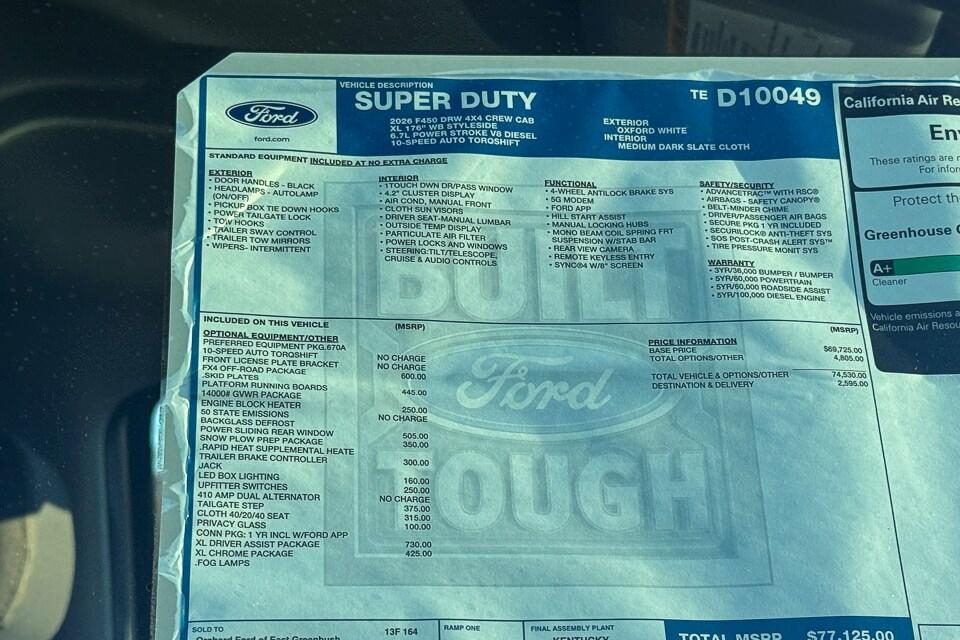 Ford
ford.com
VEHICLE DESCRIPTION
SUPER DUTY
2026 F450 DRW 4X4 CREW CAB
XL 176" WB STYLESIDE
6.7L POWER STROKE V8 DIESEL
10-SPEED AUTO TORQSHIFT
TE D10049
EXTERIOR
OXFORD WHITE
INTERIOR
MEDIUM DARK SLATE CLOTH
STANDARD EQUIPMENT INCLUDED AT NO EXTRA CHARGE
EXTERIOR
• DOOR HANDLES - BLACK
• HEADLAMPS - AUTOLAMP
(ON/OFF)
• PICKUP BOX TIE DOWN HOOKS
• POWER TAILGATE LOCK
• TOW HOOKS
• TRAILER SWAY CONTROL
• TRAILER TOW MIRRORS
• WIPERS- INTERMITTENT
INTERIOR
• 1TOUCH DWN DR/PASS WINDOW
• 4.2" CLUSTER DISPLAY
• AIR COND, MANUAL FRONT
• CLOTH SUN VISORS
• DRIVER SEAT-MANUAL LUMBAR
• OUTSIDE TEMP DISPLAY
• PARTICULATE AIR FILTER
• POWER LOCKS AND WINDOWS
• STEERING:TILT/TELESCOPE,
CRUISE & AUDIO CONTROLS
FUNCTIONAL
• 4-WHEEL ANTILOCK BRAKE SYS
• 5G MODEM
• FORD APP
• HILL START ASSIST
• MANUAL LOCKING HUBS
• MONO BEAM COIL SPRING FRT
SUSPENSION W/STAB BAR
• REAR VIEW CAMERA
• REMOTE KEYLESS ENTRY
• SYNC®4 W/8" SCREEN
SAFETY/SECURITY
• ADVANCETRAC™ WITH RSC®
• AIRBAGS - SAFETY CANOPY®
• BELT-MINDER CHIME
• DRIVER/PASSENGER AIR BAGS
• SECURE PKG 1 YR INCLUDED
• SECURILOCK® ANTI-THEFT SYS
• SOS POST-CRASH ALERT SYS™
• TIRE PRESSURE MONIT SYS
WARRANTY
• 3YR/36,000 BUMPER / BUMPER
• 5YR/60,000 POWERTRAIN
• 5YR/60,000 ROADSIDE ASSIST
• 5YR/100,000 DIESEL ENGINE
BUILT
Ford
TOUGH
INCLUDED ON THIS VEHICLE (MSRP)
OPTIONAL EQUIPMENT/OTHER
PREFERRED EQUIPMENT PKG.670A
10-SPEED AUTO TORQSHIFT NO CHARGE
FRONT LICENSE PLATE BRACKET NO CHARGE
FX4 OFF-ROAD PACKAGE 600.00
.SKID PLATES
PLATFORM RUNNING BOARDS 445.00
14000# GVWR PACKAGE
ENGINE BLOCK HEATER 250.00
50 STATE EMISSIONS NO CHARGE
BACKGLASS DEFROST
POWER SLIDING REAR WINDOW 505.00
SNOW PLOW PREP PACKAGE 350.00
.RAPID HEAT SUPPLEMENTAL HEATE
TRAILER BRAKE CONTROLLER 300.00
JACK
LED BOX LIGHTING 160.00
UPFITTER SWITCHES 250.00
410 AMP DUAL ALTERNATOR NO CHARGE
TAILGATE STEP 375.00
CLOTH 40/20/40 SEAT 315.00
PRIVACY GLASS 100.00
CONN PKG: 1 YR INCL W/FORD APP
XL DRIVER ASSIST PACKAGE 730.00
XL CHROME PACKAGE 425.00
.FOG LAMPS
PRICE INFORMATION (MSRP)
BASE PRICE $69,725.00
TOTAL OPTIONS/OTHER 4,805.00
TOTAL VEHICLE & OPTIONS/OTHER 74,530.00
DESTINATION & DELIVERY 2,595.00
California Air Re
En
These ratings are n
For infor
Protect th
Greenhouse
A+
Cleaner
Vehicle emissions a
California Air Resou
SOLD TO
Orchard Ford of East Greenbush
13F 164
RAMP ONE
FINAL ASSEMBLY PLANT
KENTUCKY
TOTAL MSRP $77,125.00